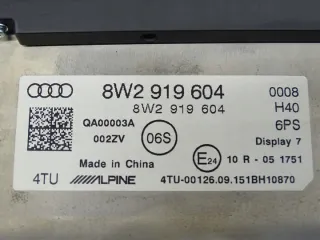 8W2 919 604 0008
8W2 919 604 H40
QA00003A 6PS
002ZV 06S Display 7
Made in China E24 10 R - 05 1751
4TU ALPINE 4TU-00126.09.151BH10870